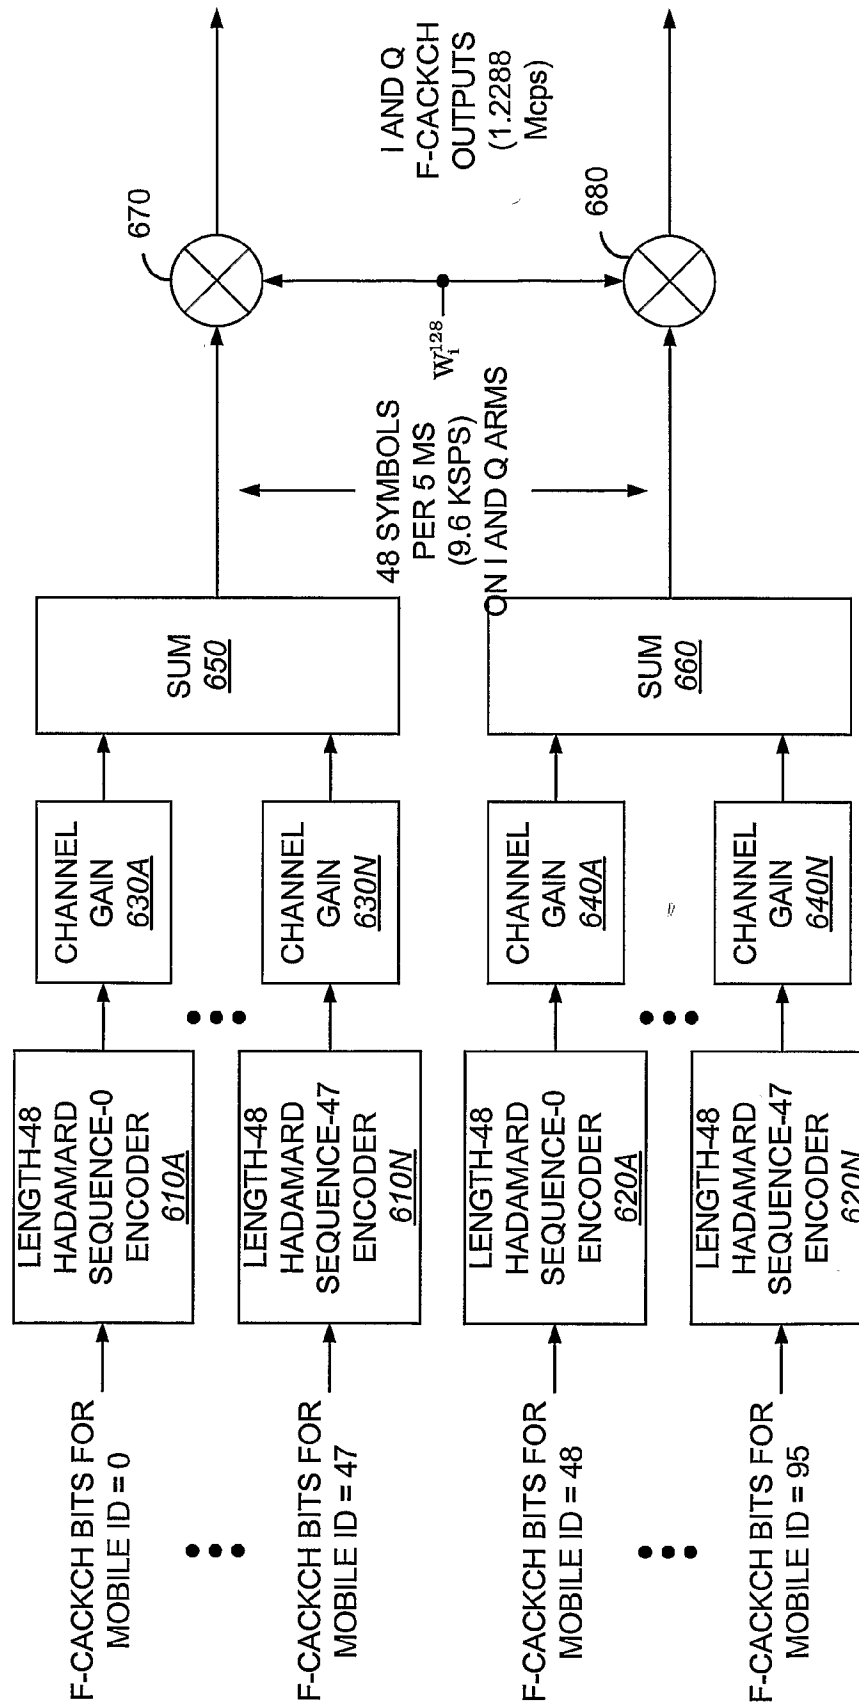 F-CACKCH BITS FOR
MOBILE ID = 0
LENGTH-48
HADAMARD
SEQUENCE-0
ENCODER
610A
CHANNEL
GAIN
630A
F-CACKCH BITS FOR
MOBILE ID = 47
LENGTH-48
HADAMARD
SEQUENCE-47
ENCODER
610N
CHANNEL
GAIN
630N
SUM
650
670
48 SYMBOLS
PER 5 MS
(9.6 KSPS)
ON I AND Q ARMS
W_i^128
I AND Q
F-CACKCH
OUTPUTS
(1.2288
Mcps)
F-CACKCH BITS FOR
MOBILE ID = 48
LENGTH-48
HADAMARD
SEQUENCE-0
ENCODER
620A
CHANNEL
GAIN
640A
F-CACKCH BITS FOR
MOBILE ID = 95
LENGTH-48
HADAMARD
SEQUENCE-47
ENCODER
620N
CHANNEL
GAIN
640N
SUM
660
680